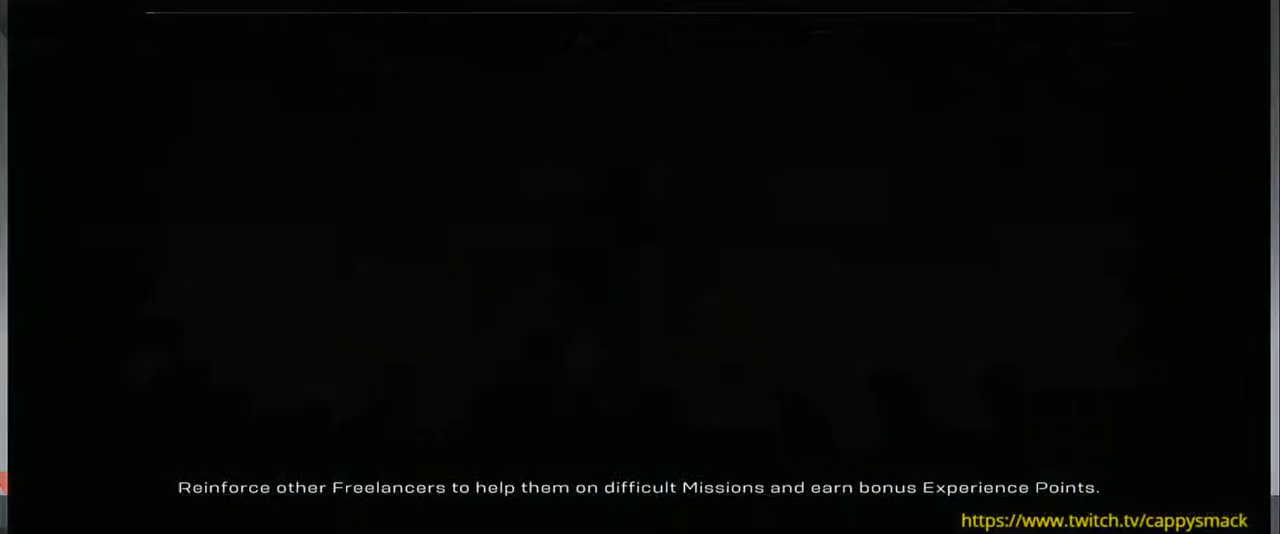 Reinforce other Freelancers to help them on difficult Missions and earn bonus Experience Points.
https://www.twitch.tv/cappysmack